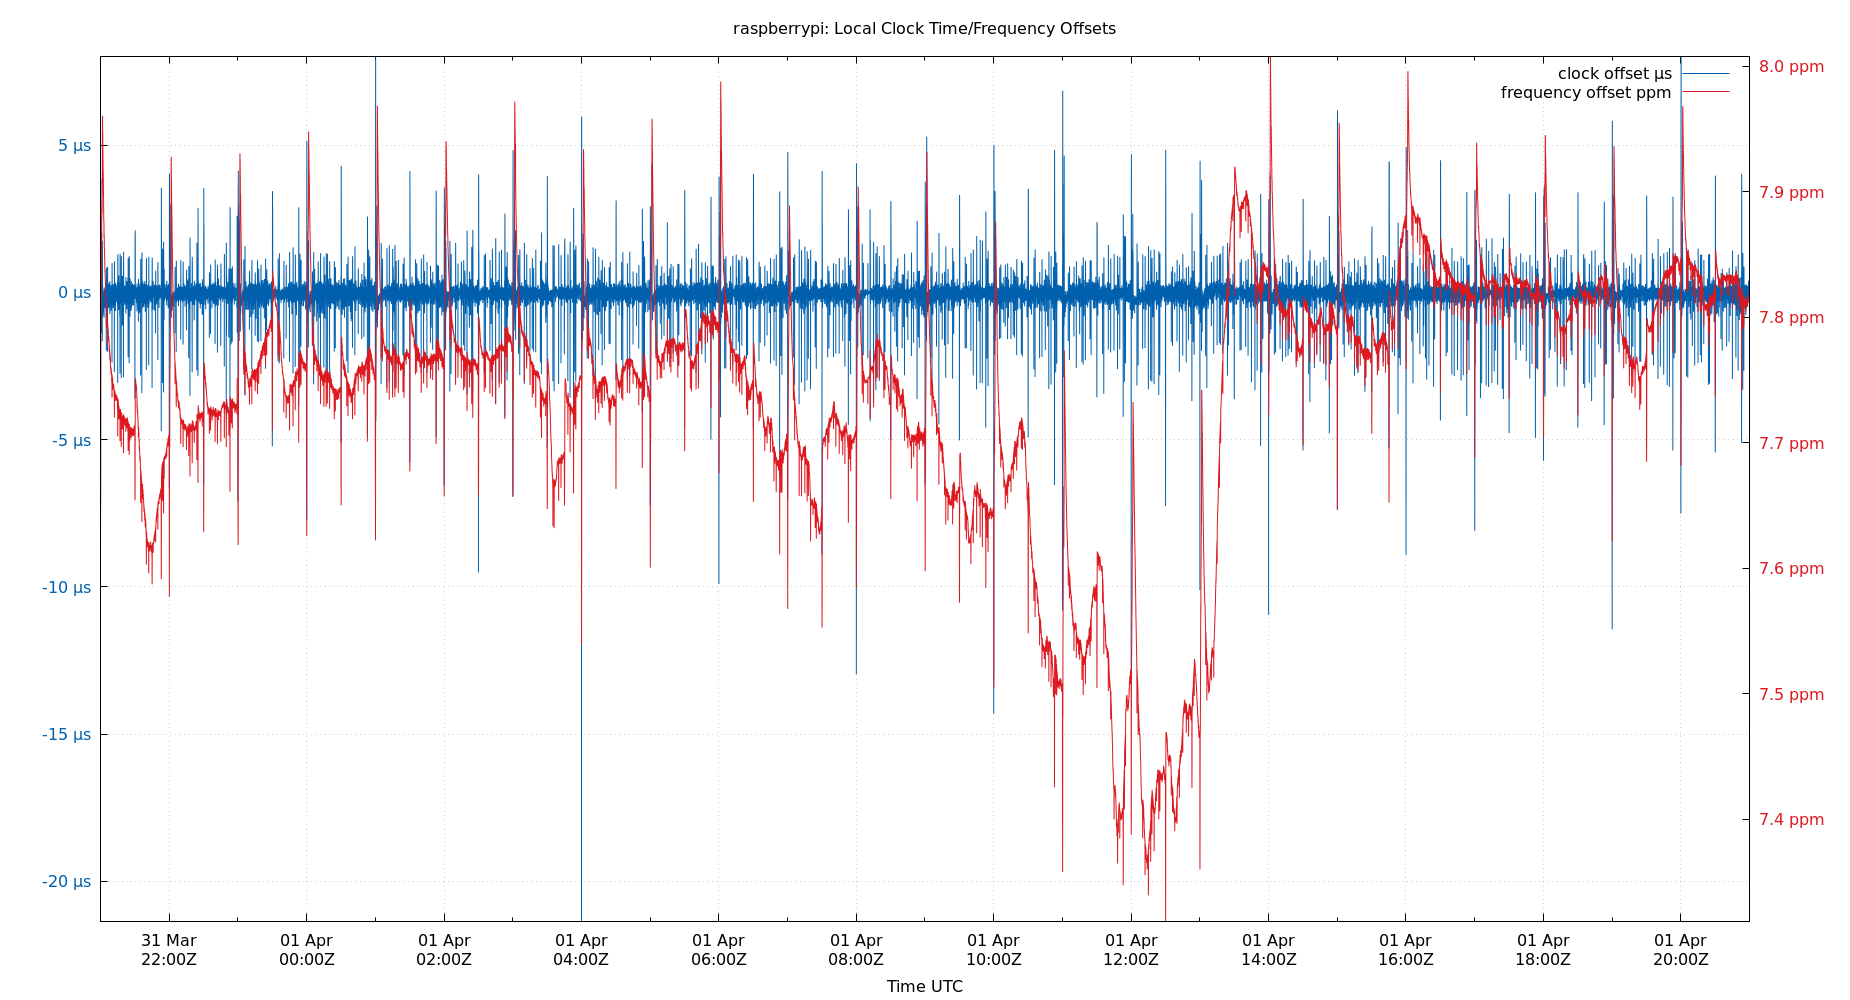 raspberrypi: Local Clock Time/Frequency Offsets
clock offset µs
frequency offset ppm
5 µs
0 µs
-5 µs
-10 µs
-15 µs
-20 µs
8.0 ppm
7.9 ppm
7.8 ppm
7.7 ppm
7.6 ppm
7.5 ppm
7.4 ppm
31 Mar 01 Apr 01 Apr 01 Apr 01 Apr 01 Apr 01 Apr 01 Apr 01 Apr 01 Apr 01 Apr 01 Apr
22:00Z 00:00Z 02:00Z 04:00Z 06:00Z 08:00Z 10:00Z 12:00Z 14:00Z 16:00Z 18:00Z 20:00Z
Time UTC